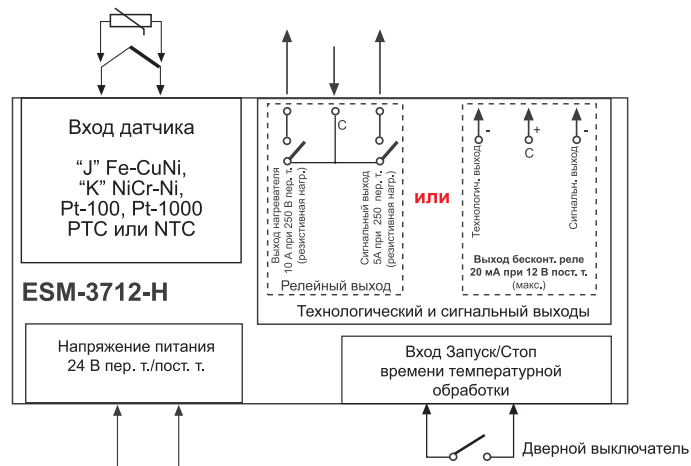 Вход датчика
“J” Fe-CuNi,
“K” NiCr-Ni,
Pt-100, Pt-1000
PTC или NTC
ESM-3712-H
Напряжение питания
24 В пер. т./пост. т.
C
Выход нагревателя
10 А при 250 В пер. т.
(резистивная нагр.)
Сигнальный выход
5А при 250 пер. т.
(резистивная нагр.)
Релейный выход
или
-
+
-
Технологич. выход
C
Сигнальн. выход
Выход бесконт. реле
20 мА при 12 В пост. т.
(макс.)
Технологический и сигнальный выходы
Вход Запуск/Стоп
времени температурной
обработки
Дверной выключатель